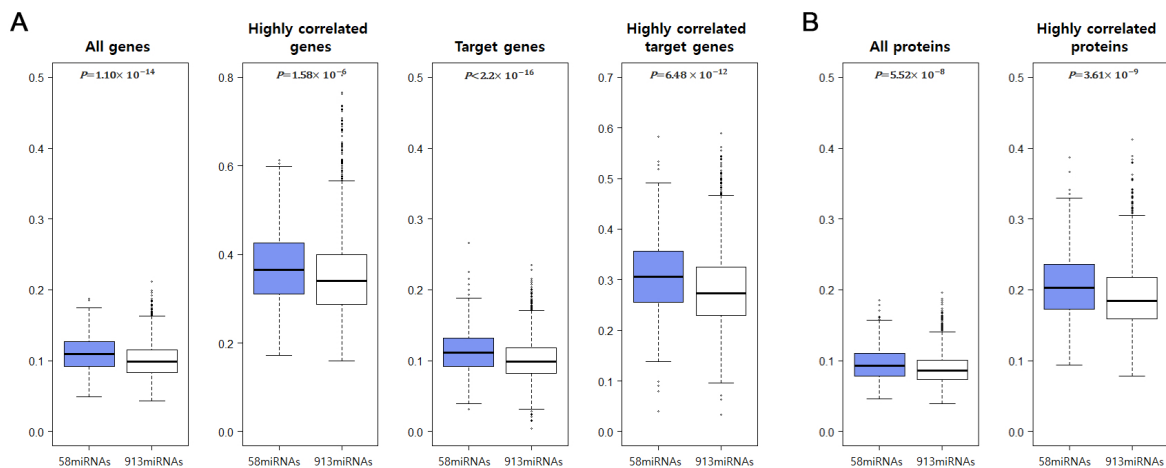 A
All genes
P=1.10× 10⁻¹⁴
0.5
0.4
0.3
0.2
0.1
0.0
58miRNAs 913miRNAs
Highly correlated
genes
P=1.58× 10⁻⁶
0.8
0.6
0.4
0.2
0.0
58miRNAs 913miRNAs
Target genes
P<2.2× 10⁻¹⁶
0.5
0.4
0.3
0.2
0.1
0.0
58miRNAs 913miRNAs
Highly correlated
target genes
P=6.48 × 10⁻¹²
0.7
0.6
0.5
0.4
0.3
0.2
0.1
0.0
58miRNAs 913miRNAs
B
All proteins
P=5.52× 10⁻⁸
0.5
0.4
0.3
0.2
0.1
0.0
58miRNAs 913miRNAs
Highly correlated
proteins
P=3.61× 10⁻⁹
0.5
0.4
0.3
0.2
0.1
0.0
58miRNAs 913miRNAs